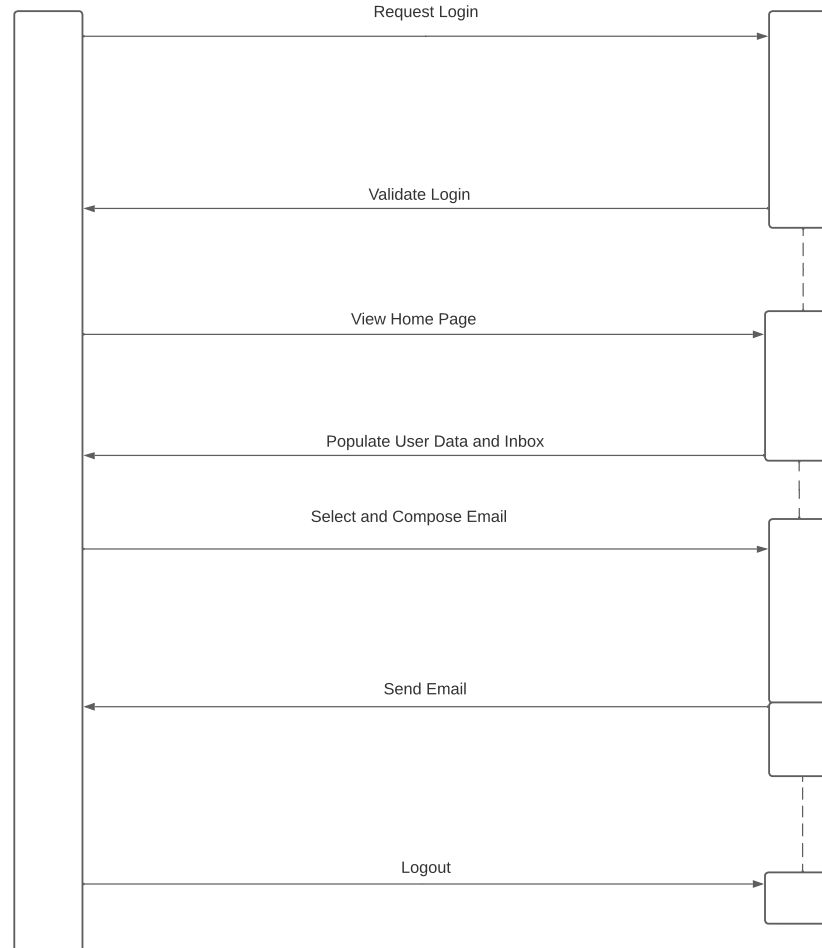 Request Login
Validate Login
View Home Page
Populate User Data and Inbox
Select and Compose Email
Send Email
Logout